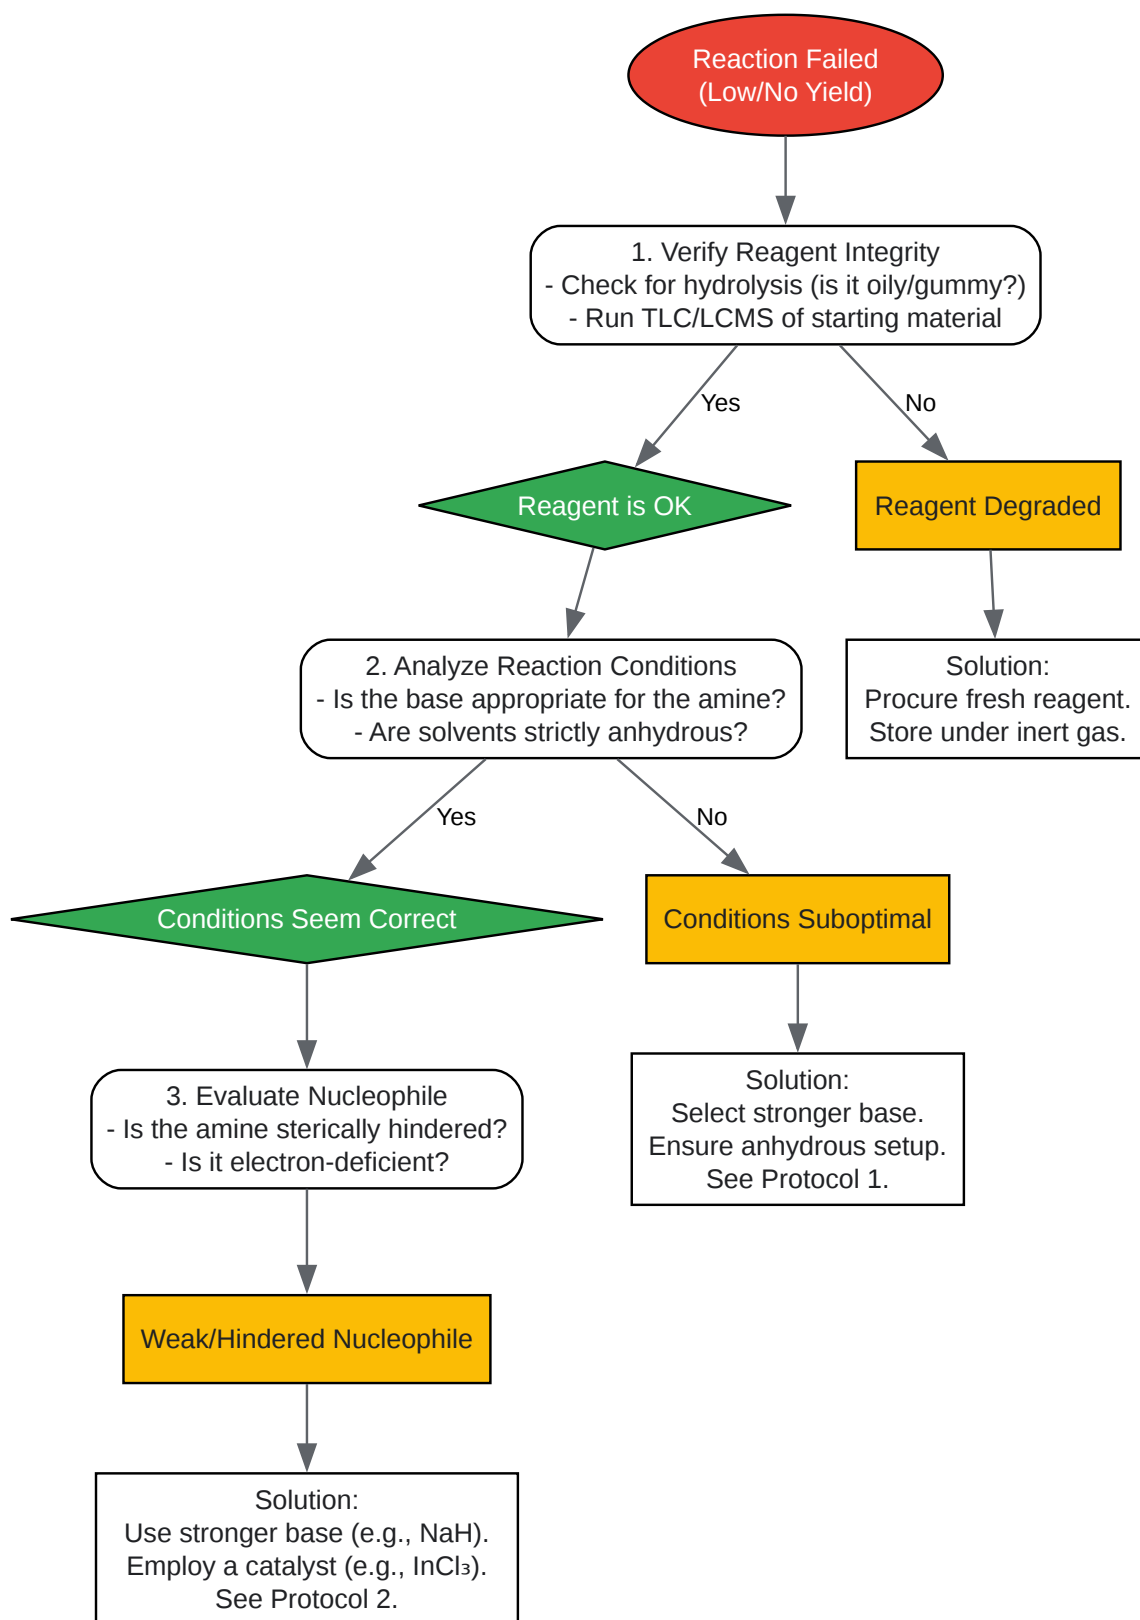 Reaction Failed
(Low/No Yield)
1. Verify Reagent Integrity
- Check for hydrolysis (is it oily/gummy?)
- Run TLC/LCMS of starting material
Yes
No
Reagent is OK
Reagent Degraded
2. Analyze Reaction Conditions
- Is the base appropriate for the amine?
- Are solvents strictly anhydrous?
Solution:
Procure fresh reagent.
Store under inert gas.
Yes
No
Conditions Seem Correct
Conditions Suboptimal
3. Evaluate Nucleophile
- Is the amine sterically hindered?
- Is it electron-deficient?
Solution:
Select stronger base.
Ensure anhydrous setup.
See Protocol 1.
Weak/Hindered Nucleophile
Solution:
Use stronger base (e.g., NaH).
Employ a catalyst (e.g., InCl₃).
See Protocol 2.